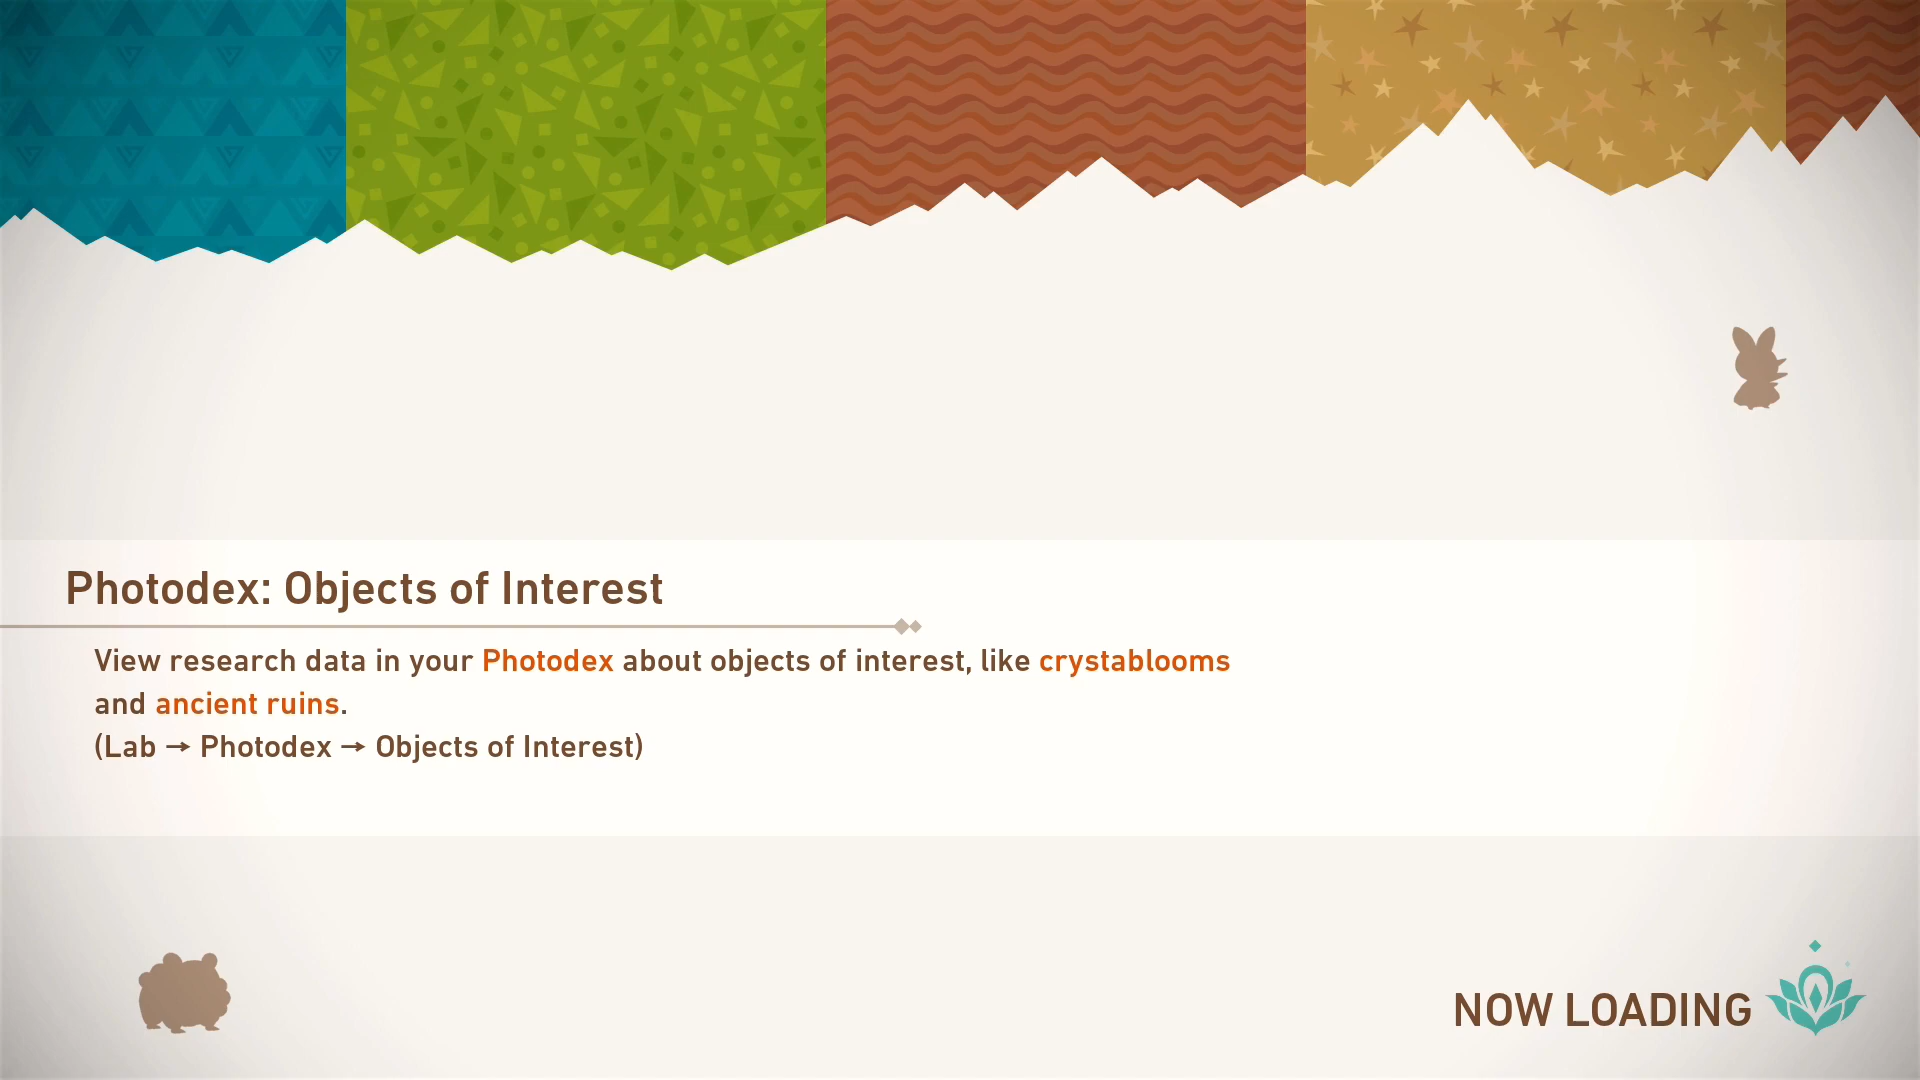 Photodex: Objects of Interest
View research data in your Photodex about objects of interest, like crystablooms
and ancient ruins.
(Lab → Photodex → Objects of Interest)
NOW LOADING